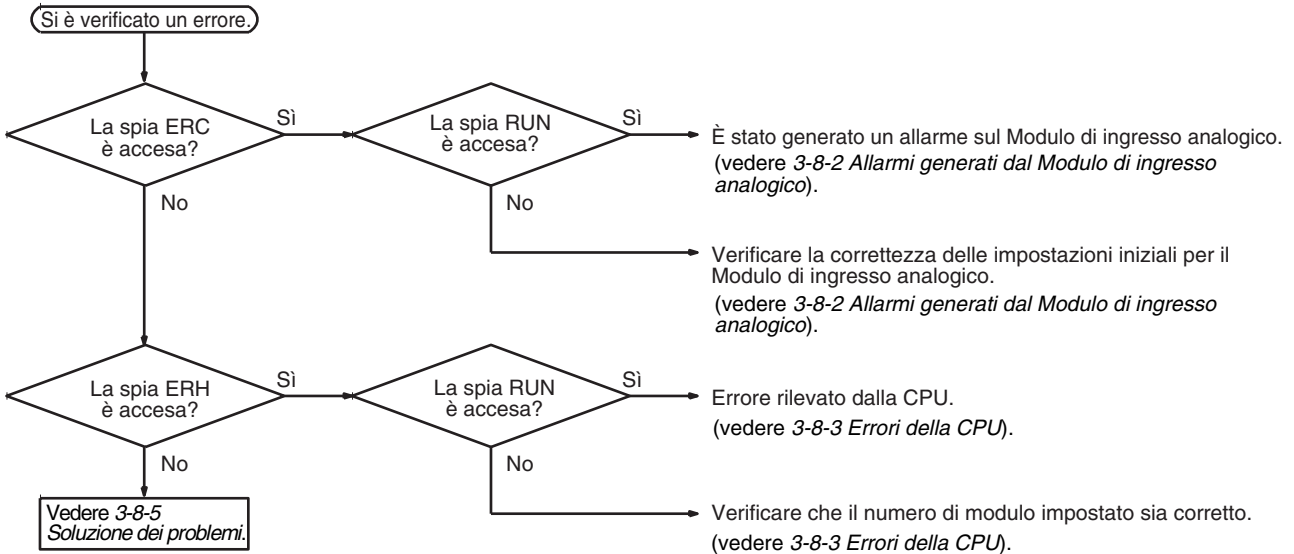 Si è verificato un errore.
La spia ERC
è accesa?
Sì
La spia RUN
è accesa?
Sì
È stato generato un allarme sul Modulo di ingresso analogico.
(vedere 3-8-2 Allarmi generati dal Modulo di ingresso
analogico).
No
No
Verificare la correttezza delle impostazioni iniziali per il
Modulo di ingresso analogico.
(vedere 3-8-2 Allarmi generati dal Modulo di ingresso
analogico).
La spia ERH
è accesa?
Sì
La spia RUN
è accesa?
Sì
Errore rilevato dalla CPU.
(vedere 3-8-3 Errori della CPU).
No
No
Vedere 3-8-5
Soluzione dei problemi.
Verificare che il numero di modulo impostato sia corretto.
(vedere 3-8-3 Errori della CPU).